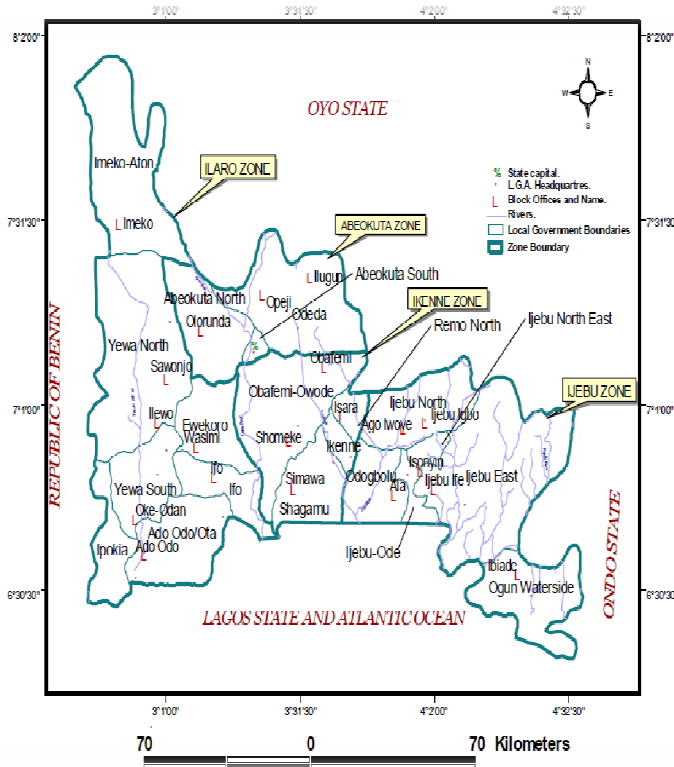 3°1'00"
3°31'30"
4°2'00"
4°32'30"
8°2'00"
8°2'00"
N
W
E
S
OYO STATE
Imeko-Aton
ILARO ZONE
% State capital.
L.G.A. Headquartres.
L Block Offices and Name.
Rivers.
Local Government Boundaries
Zone Boundary
7°31'30"
7°31'30"
Imeko
ABEOKUTA ZONE
Ilugun
Abeokuta South
Abeokuta North
Opeji
IKENNE ZONE
Odeda
Olorunda
Remo North
Ijebu North East
REPUBLIC OF BENIN
Yewa North
Obafemi
Sawonjo
IJEBU ZONE
Obafemi-Owode
Ijebu North
7°1'00"
7°1'00"
Ilewo
Isara
Ijebu Igbo
Ewekoro
Ago Iwoye
Wasimi
Shomeke
Ikenne
Isonyin
Ifo
Odogbolu
Ijebu Ife
Ijebu East
Yewa South
Ifo
Simawa
Ala
Oke-Odan
Shagamu
Ado Odo/Ota
Ipokia
Ado Odo
Ijebu-Ode
ONDO STATE
Ibiade
Ogun Waterside
6°30'30"
6°30'30"
LAGOS STATE AND ATLANTIC OCEAN
3°1'00"
3°31'30"
4°2'00"
4°32'30"
70
0
70 Kilometers